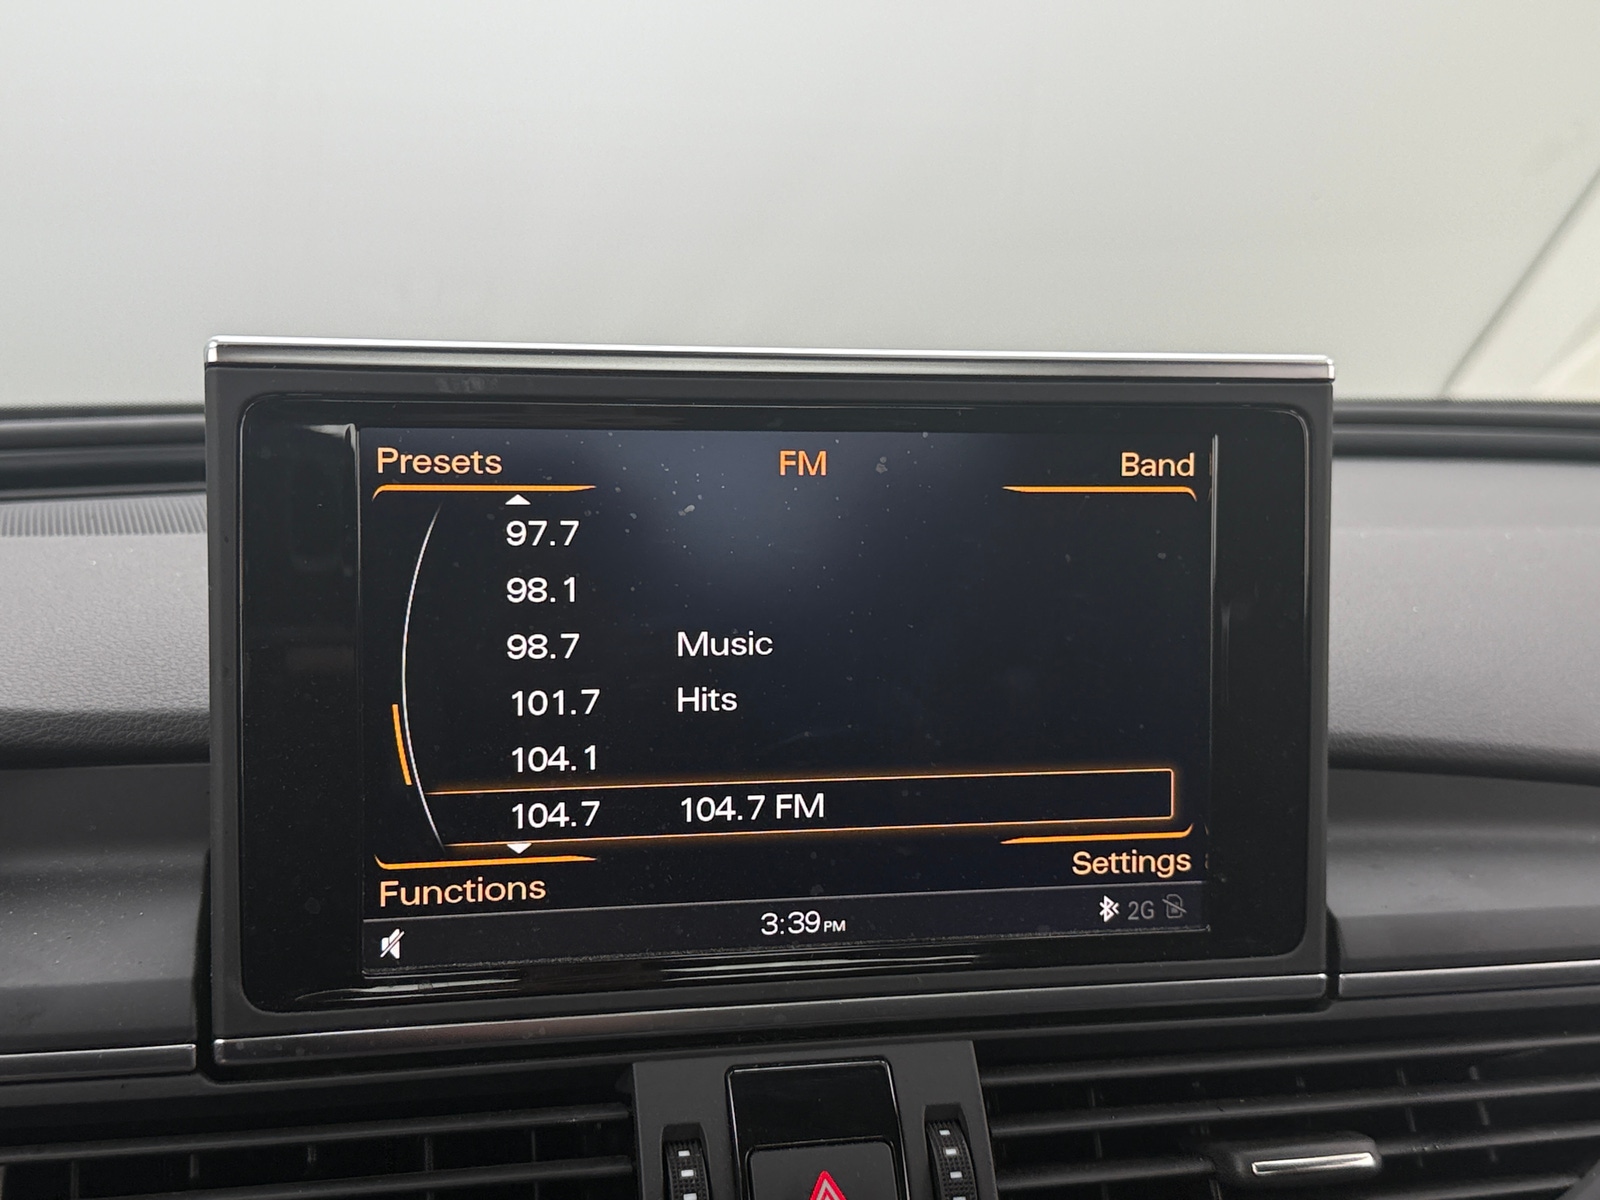 Presets FM Band
97.7
98.1
98.7 Music
101.7 Hits
104.1
104.7 104.7 FM
Functions Settings
3:39 PM 2G